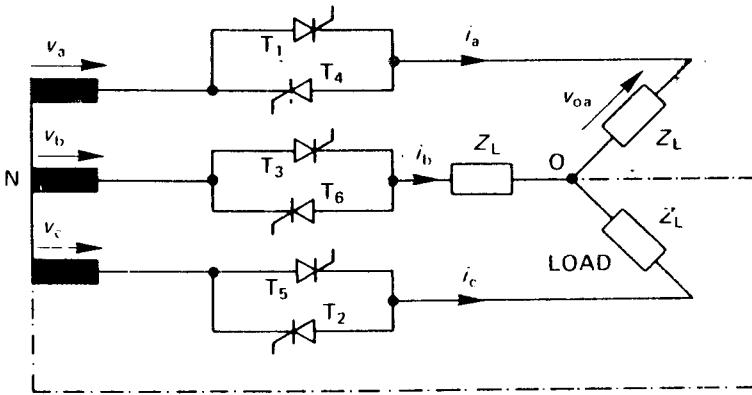 v_a
T_1
T_4
i_a
v_oa
Z_L
v_b
N
T_3
T_6
i_b
Z_L
O
Z_L
LOAD
v_c
T_5
T_2
i_c